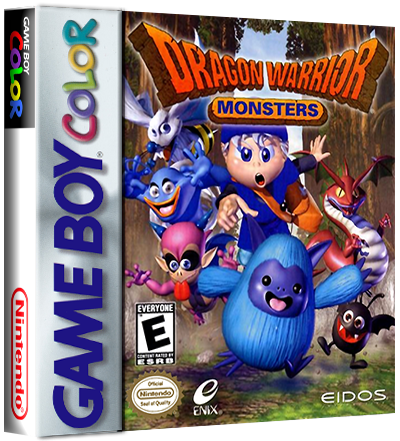 GAME BOY
COLOR
Nintendo
GAME BOY COLOR
DRAGON WARRIOR
MONSTERS
EVERYONE
E
CONTENT RATED BY
ESRB
Official
Nintendo
Seal of Quality
ENIX
EIDOS